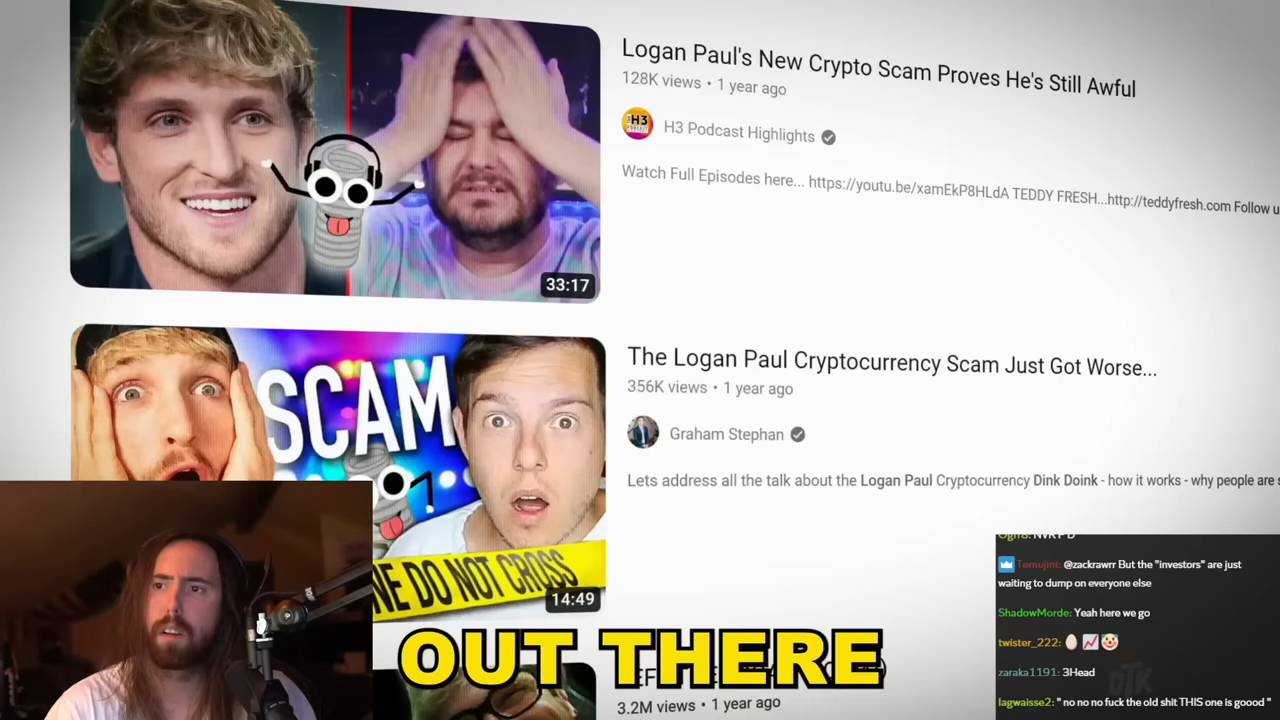 Logan Paul's New Crypto Scam Proves He's Still Awful
128K views • 1 year ago
H3 Podcast Highlights
Watch Full Episodes here... https://youtu.be/xamEkP8HLdA TEDDY FRESH...http://teddyfresh.com Follow u
33:17
SCAM
NE DO NOT CROSS
14:49
The Logan Paul Cryptocurrency Scam Just Got Worse...
356K views • 1 year ago
Graham Stephan
Lets address all the talk about the Logan Paul Cryptocurrency Dink Doink - how it works - why people are s
OUT THERE
3.2M views • 1 year ago
Temujint: @zackrawrr But the "investors" are just
waiting to dump on everyone else
ShadowMorde: Yeah here we go
twister_222: 🥚 📈 🤡
zaraka1191: 3Head
lagwaisse2: " no no no fuck the old shit THIS one is goood "